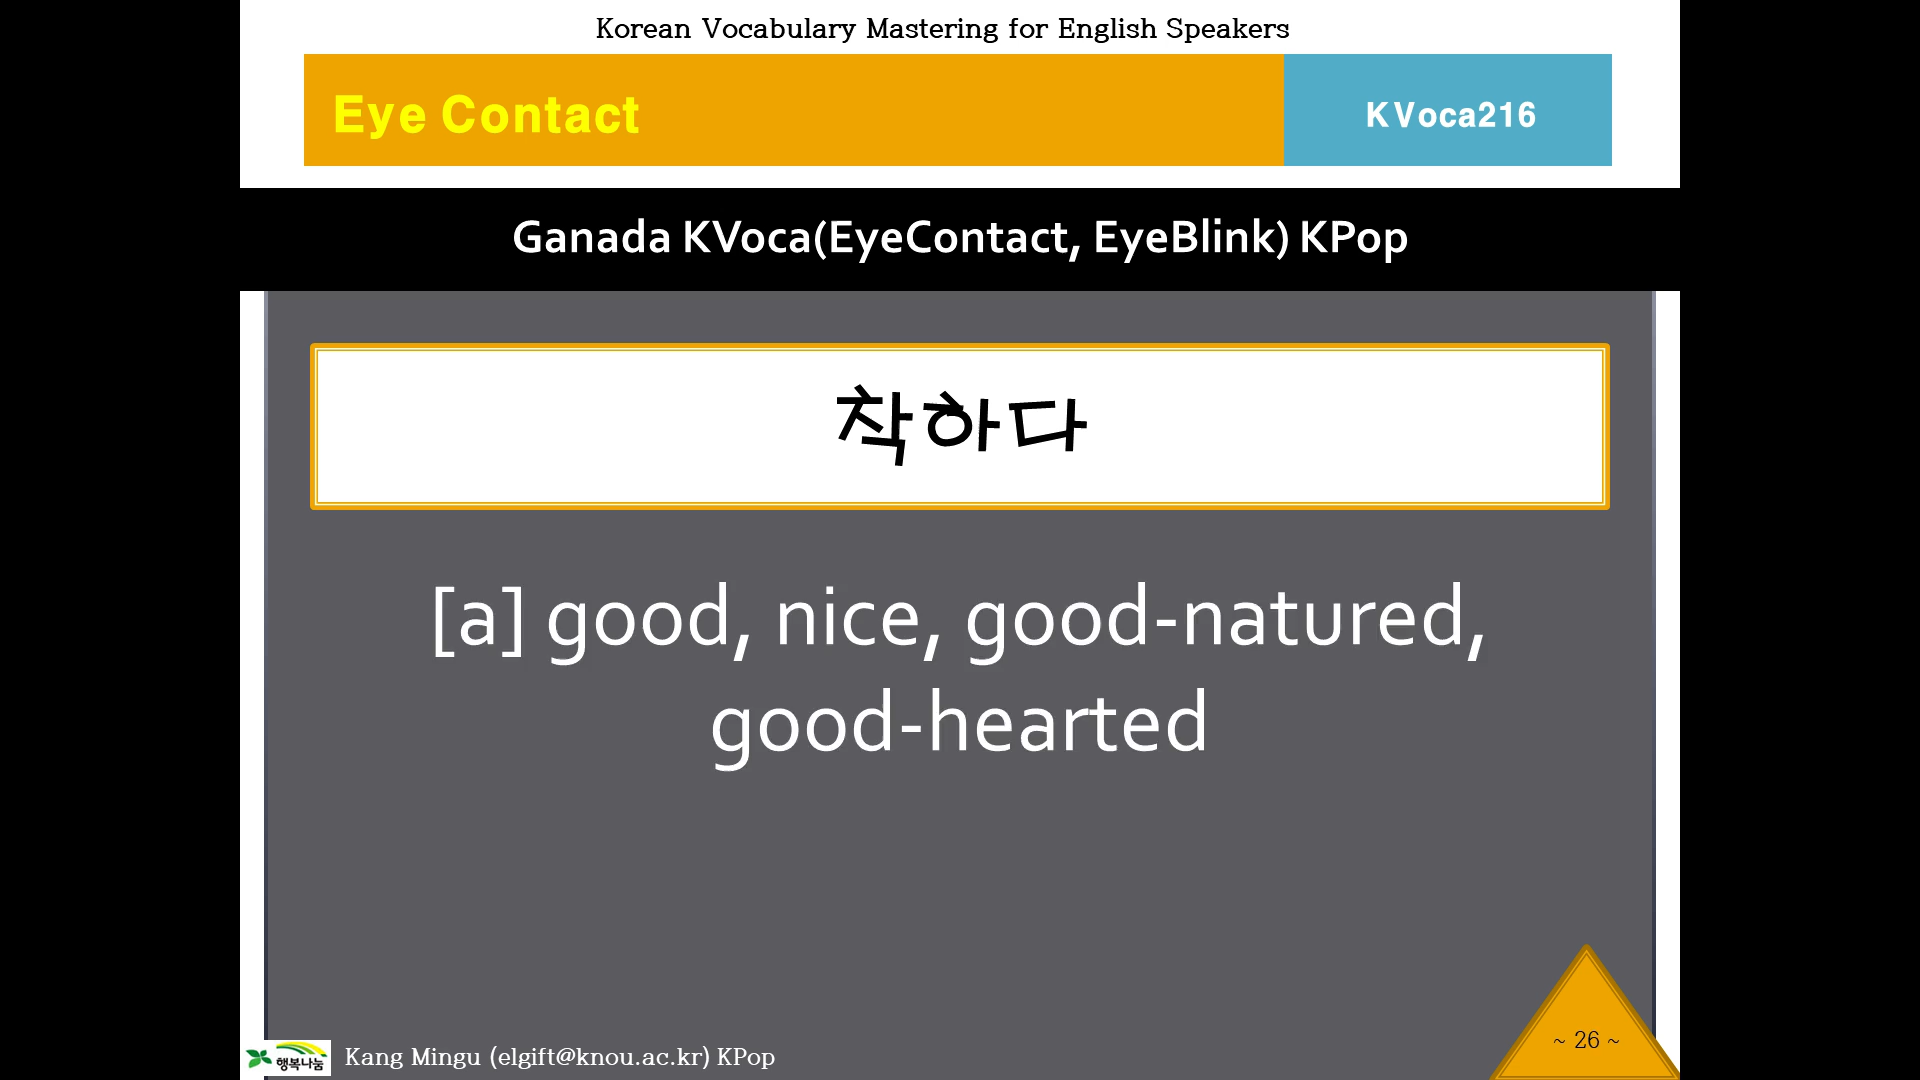 Korean Vocabulary Mastering for English Speakers
Eye Contact
KVoca216
Ganada KVoca(EyeContact, EyeBlink) KPop
착하다
[a] good, nice, good-natured,
good-hearted
행복나눔
Kang Mingu (elgift@knou.ac.kr) KPop
~ 26 ~